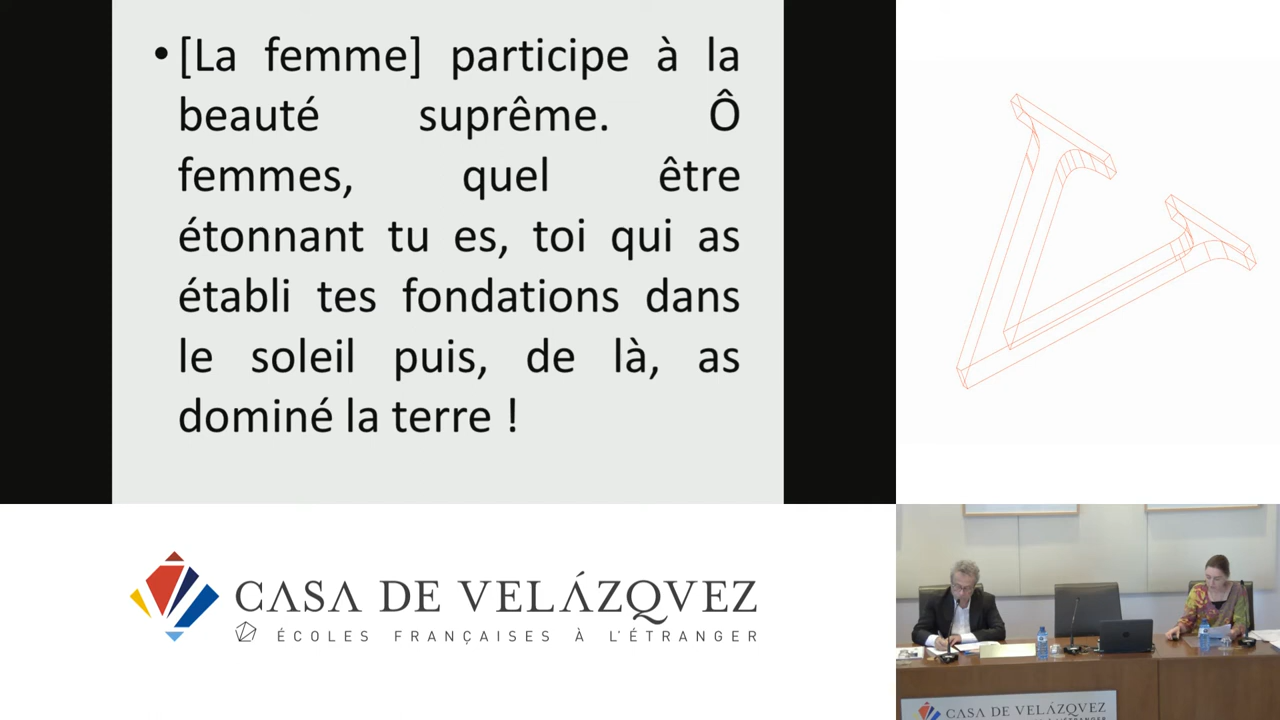 • [La femme] participe à la
beauté suprême. Ô
femmes, quel être
étonnant tu es, toi qui as
établi tes fondations dans
le soleil puis, de là, as
dominé la terre !
CASA DE VELÁZQVEZ
ÉCOLES FRANÇAISES À L'ÉTRANGER
CASA DE VELÁZQVEZ